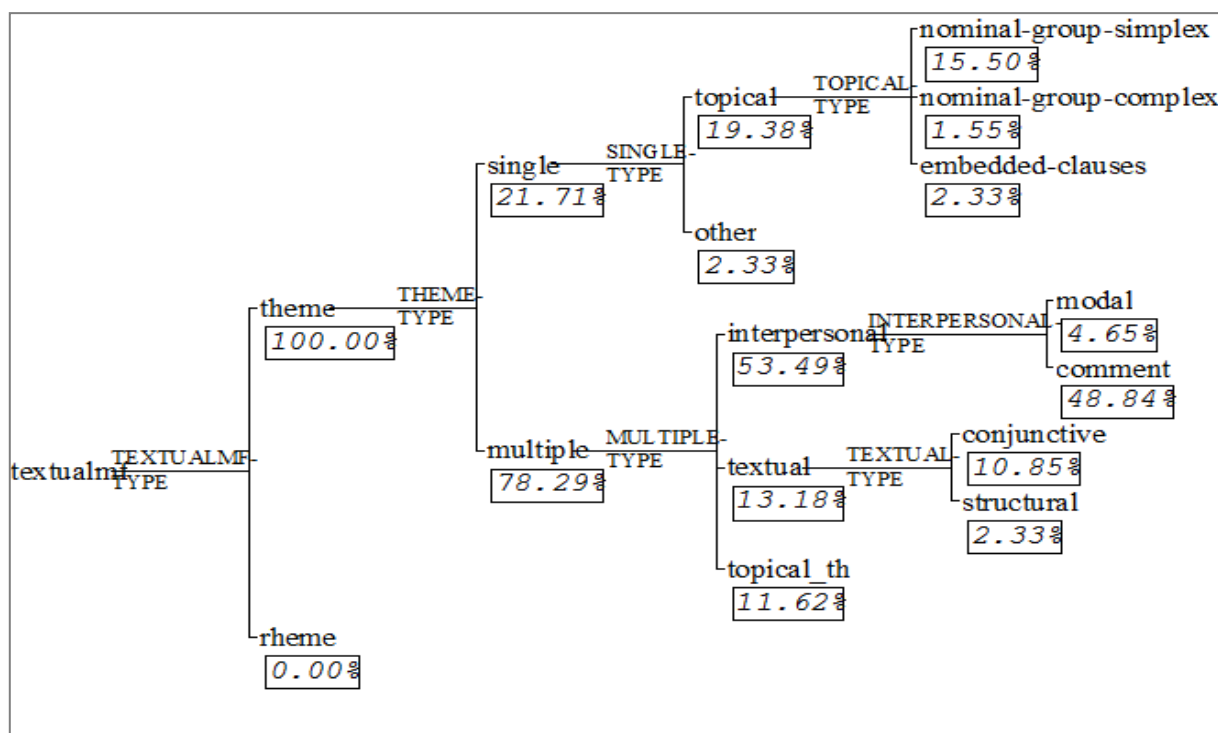 nominal-group-simplex
15.50%
topical TOPICAL- nominal-group-complex
TYPE
19.38% 1.55%
single SINGLE- embedded-clauses
TYPE
21.71% 2.33%
other
2.33%
theme THEME- modal
TYPE
100.00% 4.65%
interpersonal INTERPERSONAL-
TYPE
53.49% comment
48.84%
multiple MULTIPLE- conjunctive
TYPE
78.29% 10.85%
textualmf TEXTUALMF-
TYPE
textual TEXTUAL-
TYPE
13.18% structural
2.33%
topical_th
11.62%
rheme
0.00%